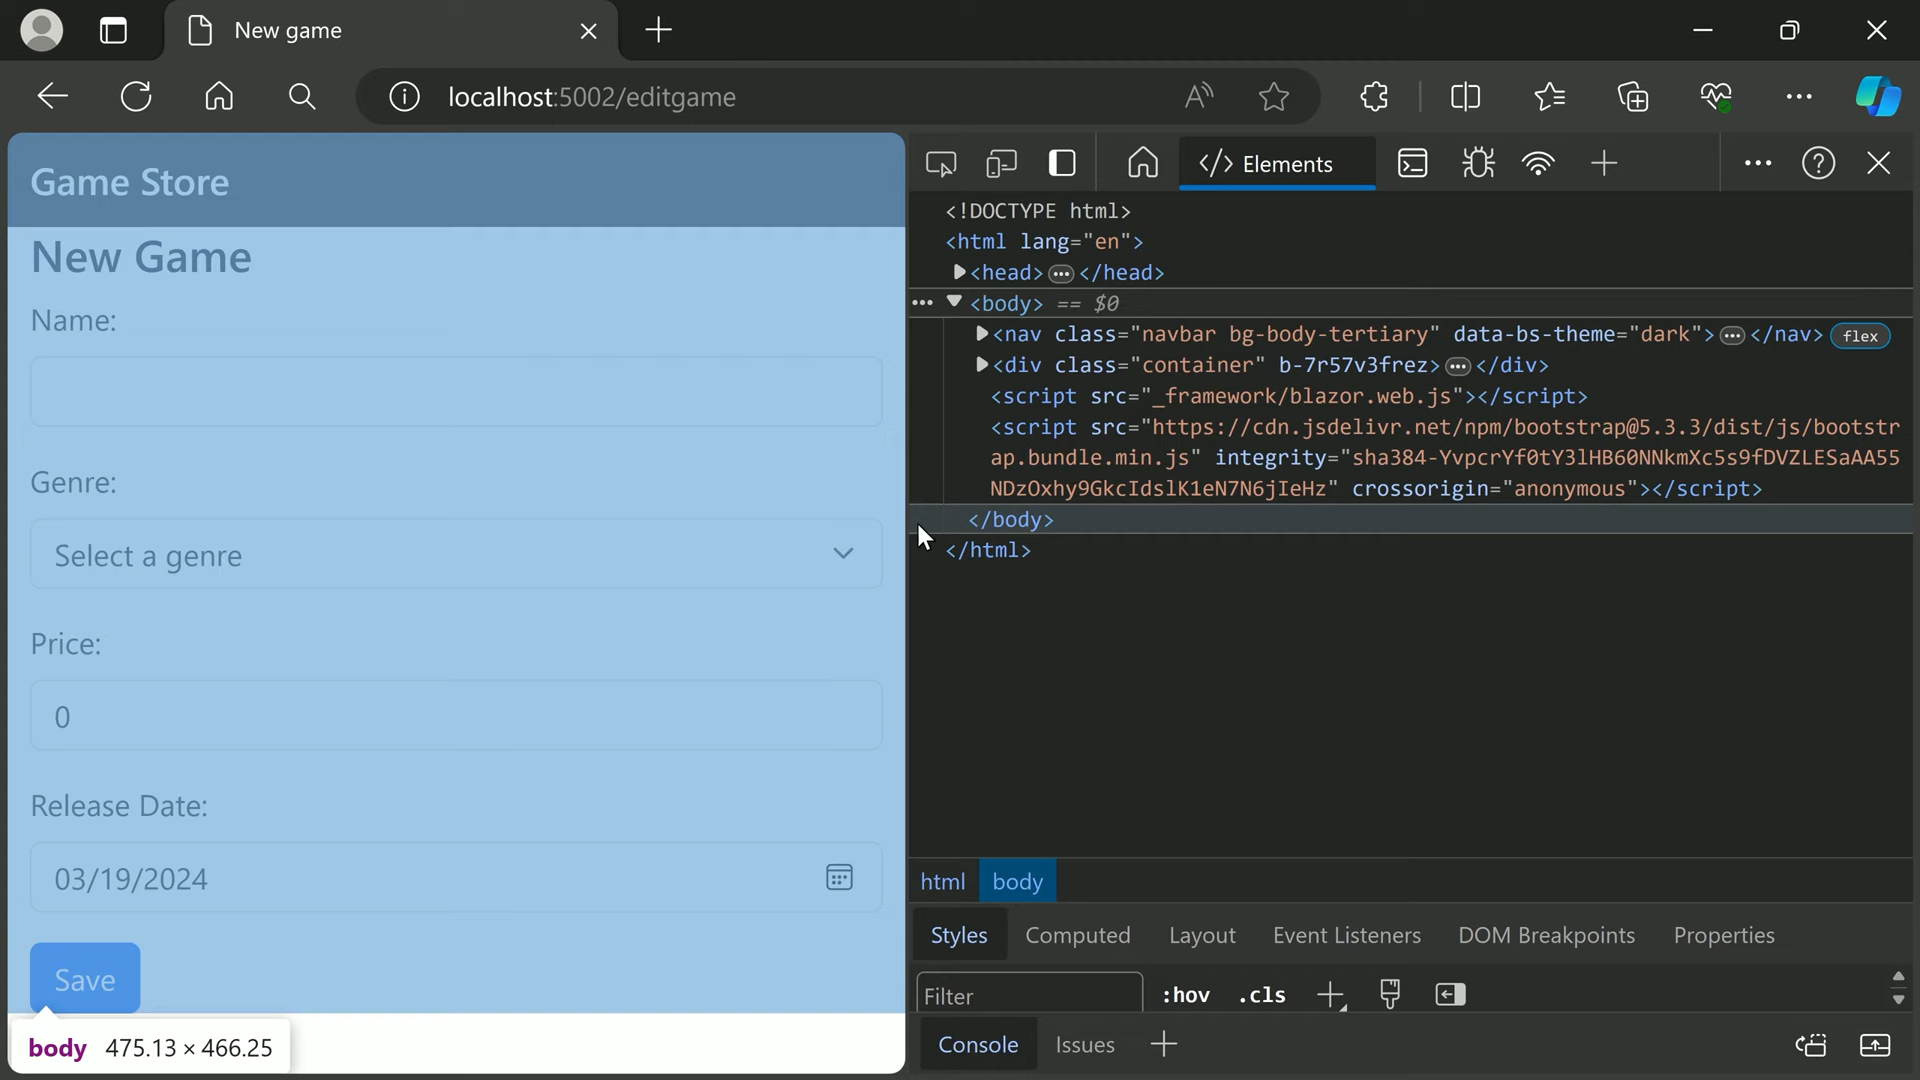 New game
localhost:5002/editgame
Game Store
New Game
Name:
Genre:
Select a genre
Price:
0
Release Date:
03/19/2024
Save
body 475.13 × 466.25
Elements
<!DOCTYPE html>
<html lang="en">
<head> ... </head>
... <body> == $0
<nav class="navbar bg-body-tertiary" data-bs-theme="dark"> ... </nav> flex
<div class="container" b-7r57v3frez> ... </div>
<script src="_framework/blazor.web.js"></script>
<script src="https://cdn.jsdelivr.net/npm/bootstrap@5.3.3/dist/js/bootstr
ap.bundle.min.js" integrity="sha384-YvpcrYf0tY3lHB60NNkmXc5s9fDVZLESaAA55
NDzOxhy9GkcIdslK1eN7N6jIeHz" crossorigin="anonymous"></script>
</body>
</html>
html body
Styles Computed Layout Event Listeners DOM Breakpoints Properties
Filter :hov .cls
Console Issues